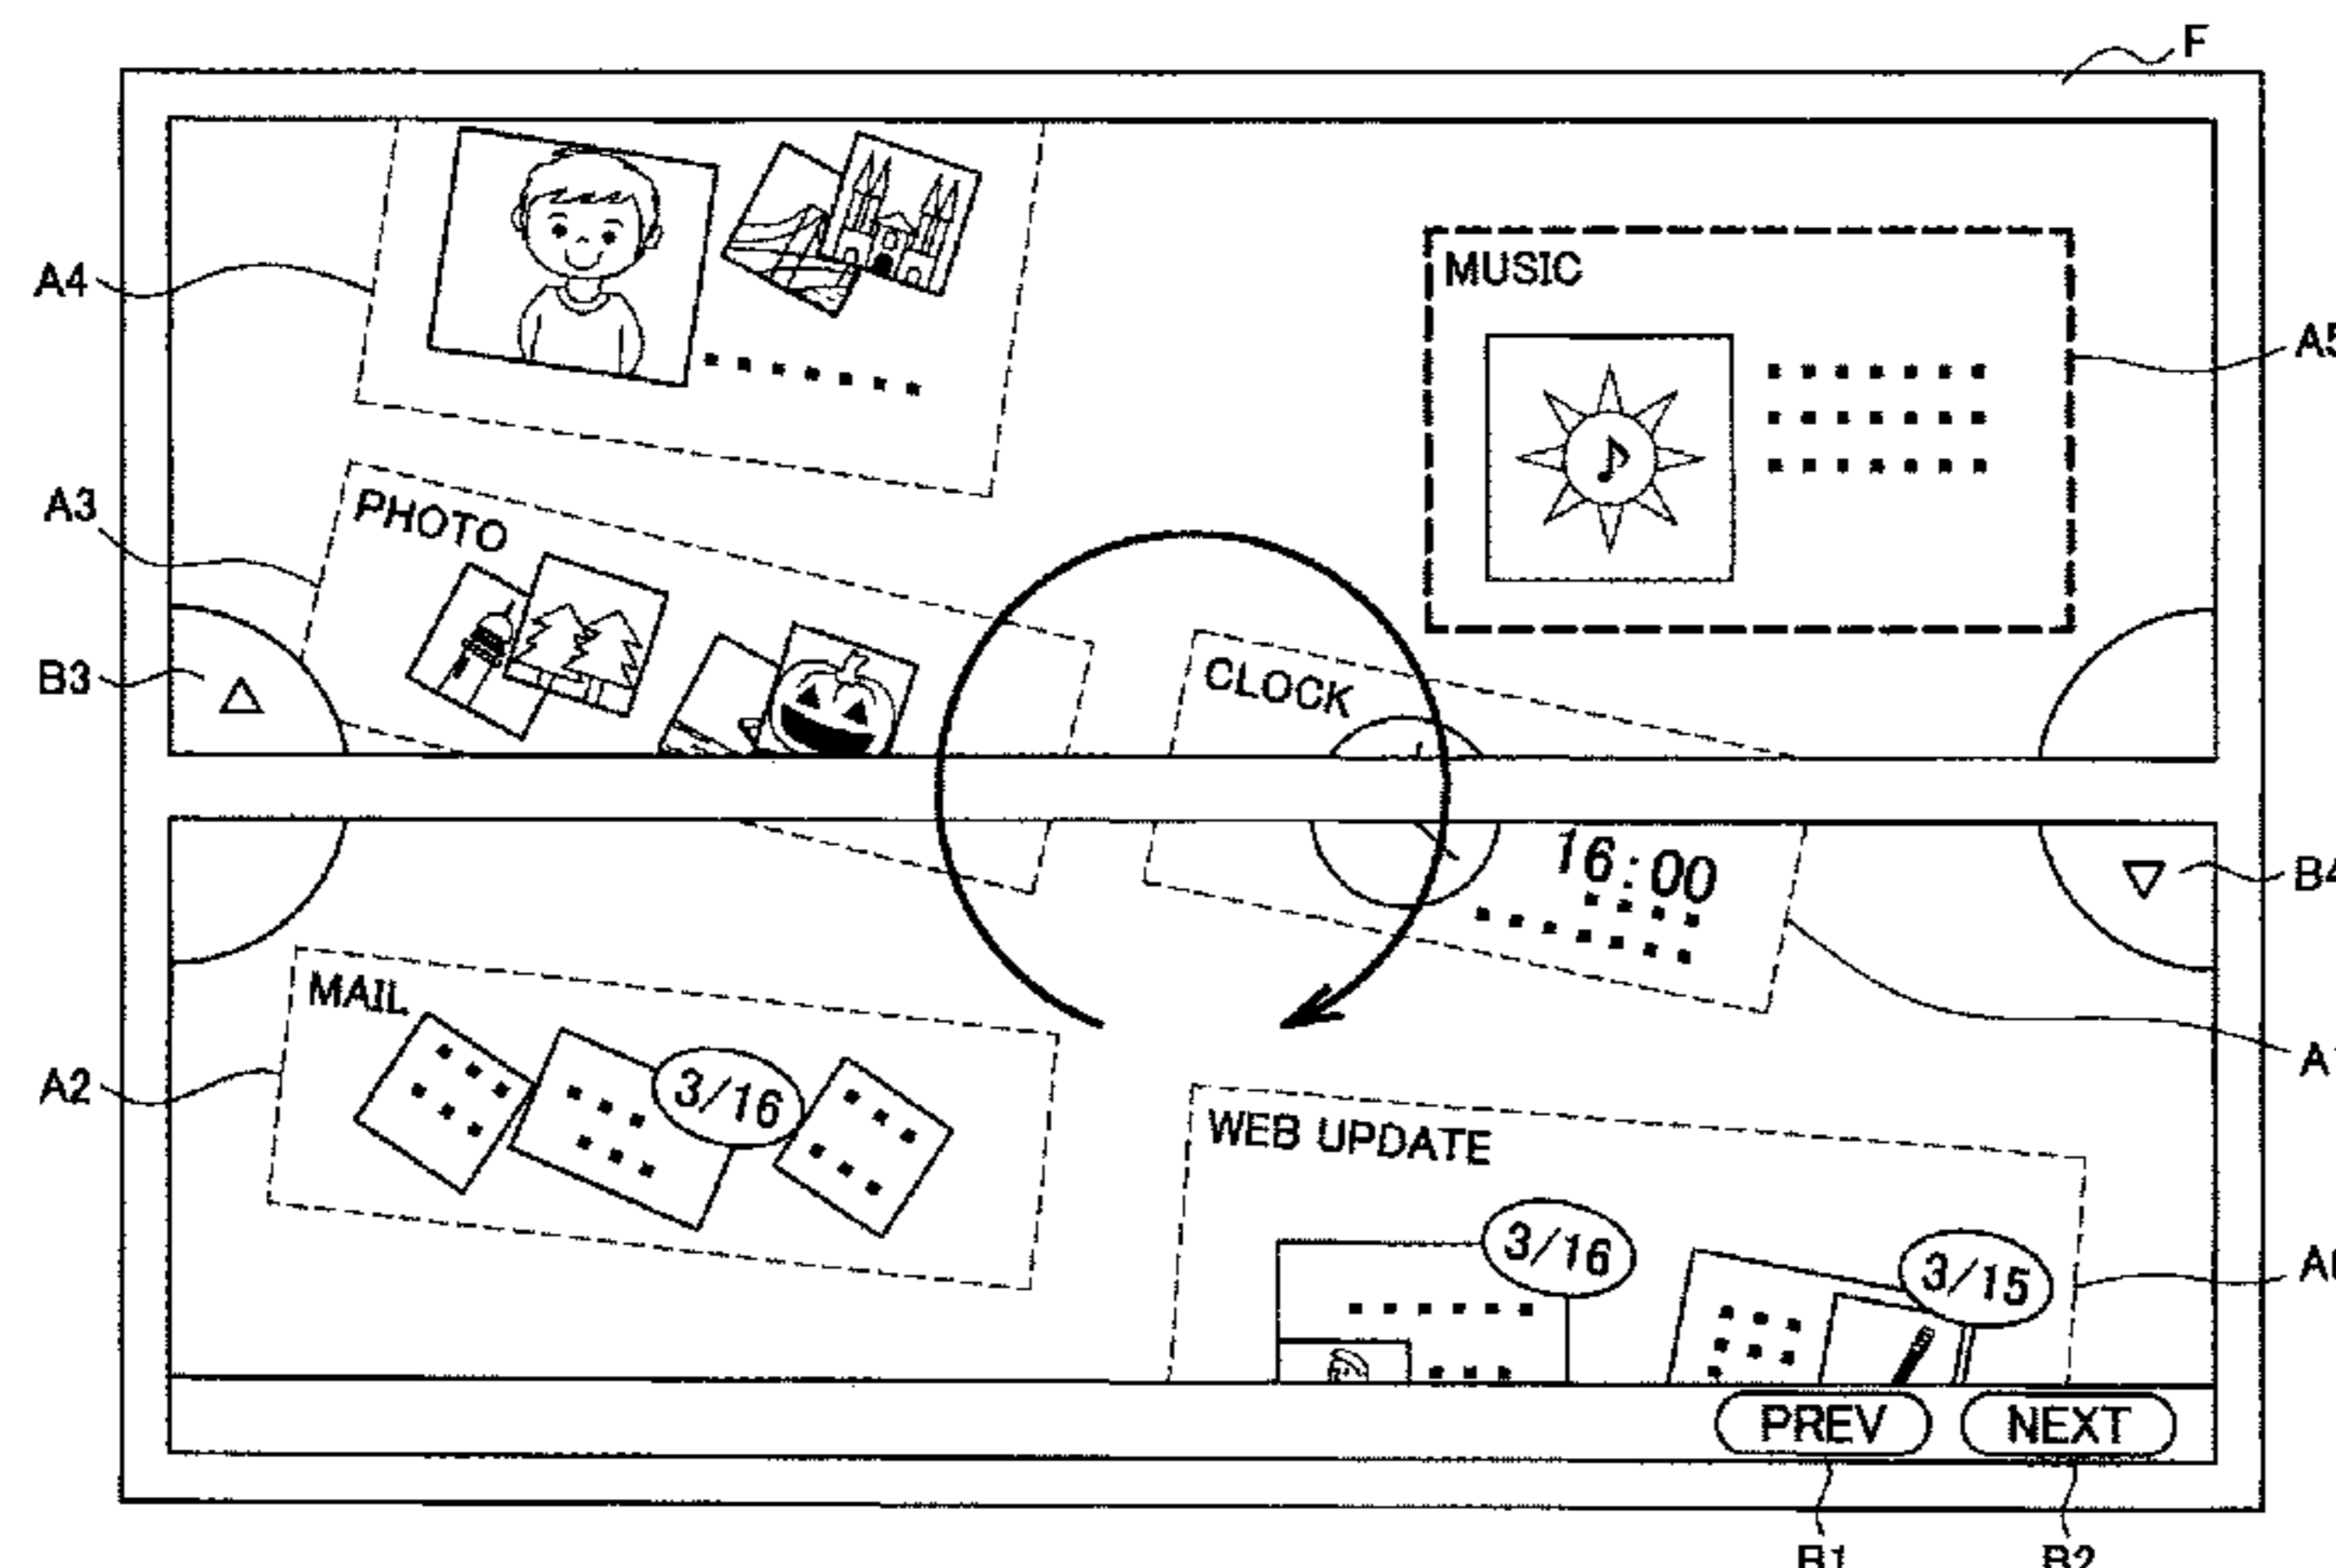 F
A4
MUSIC
A5
A3
PHOTO
B3
CLOCK
16:00
B4
MAIL
A2
3/16
WEB UPDATE
3/16
3/15
PREV
NEXT
B1
B2